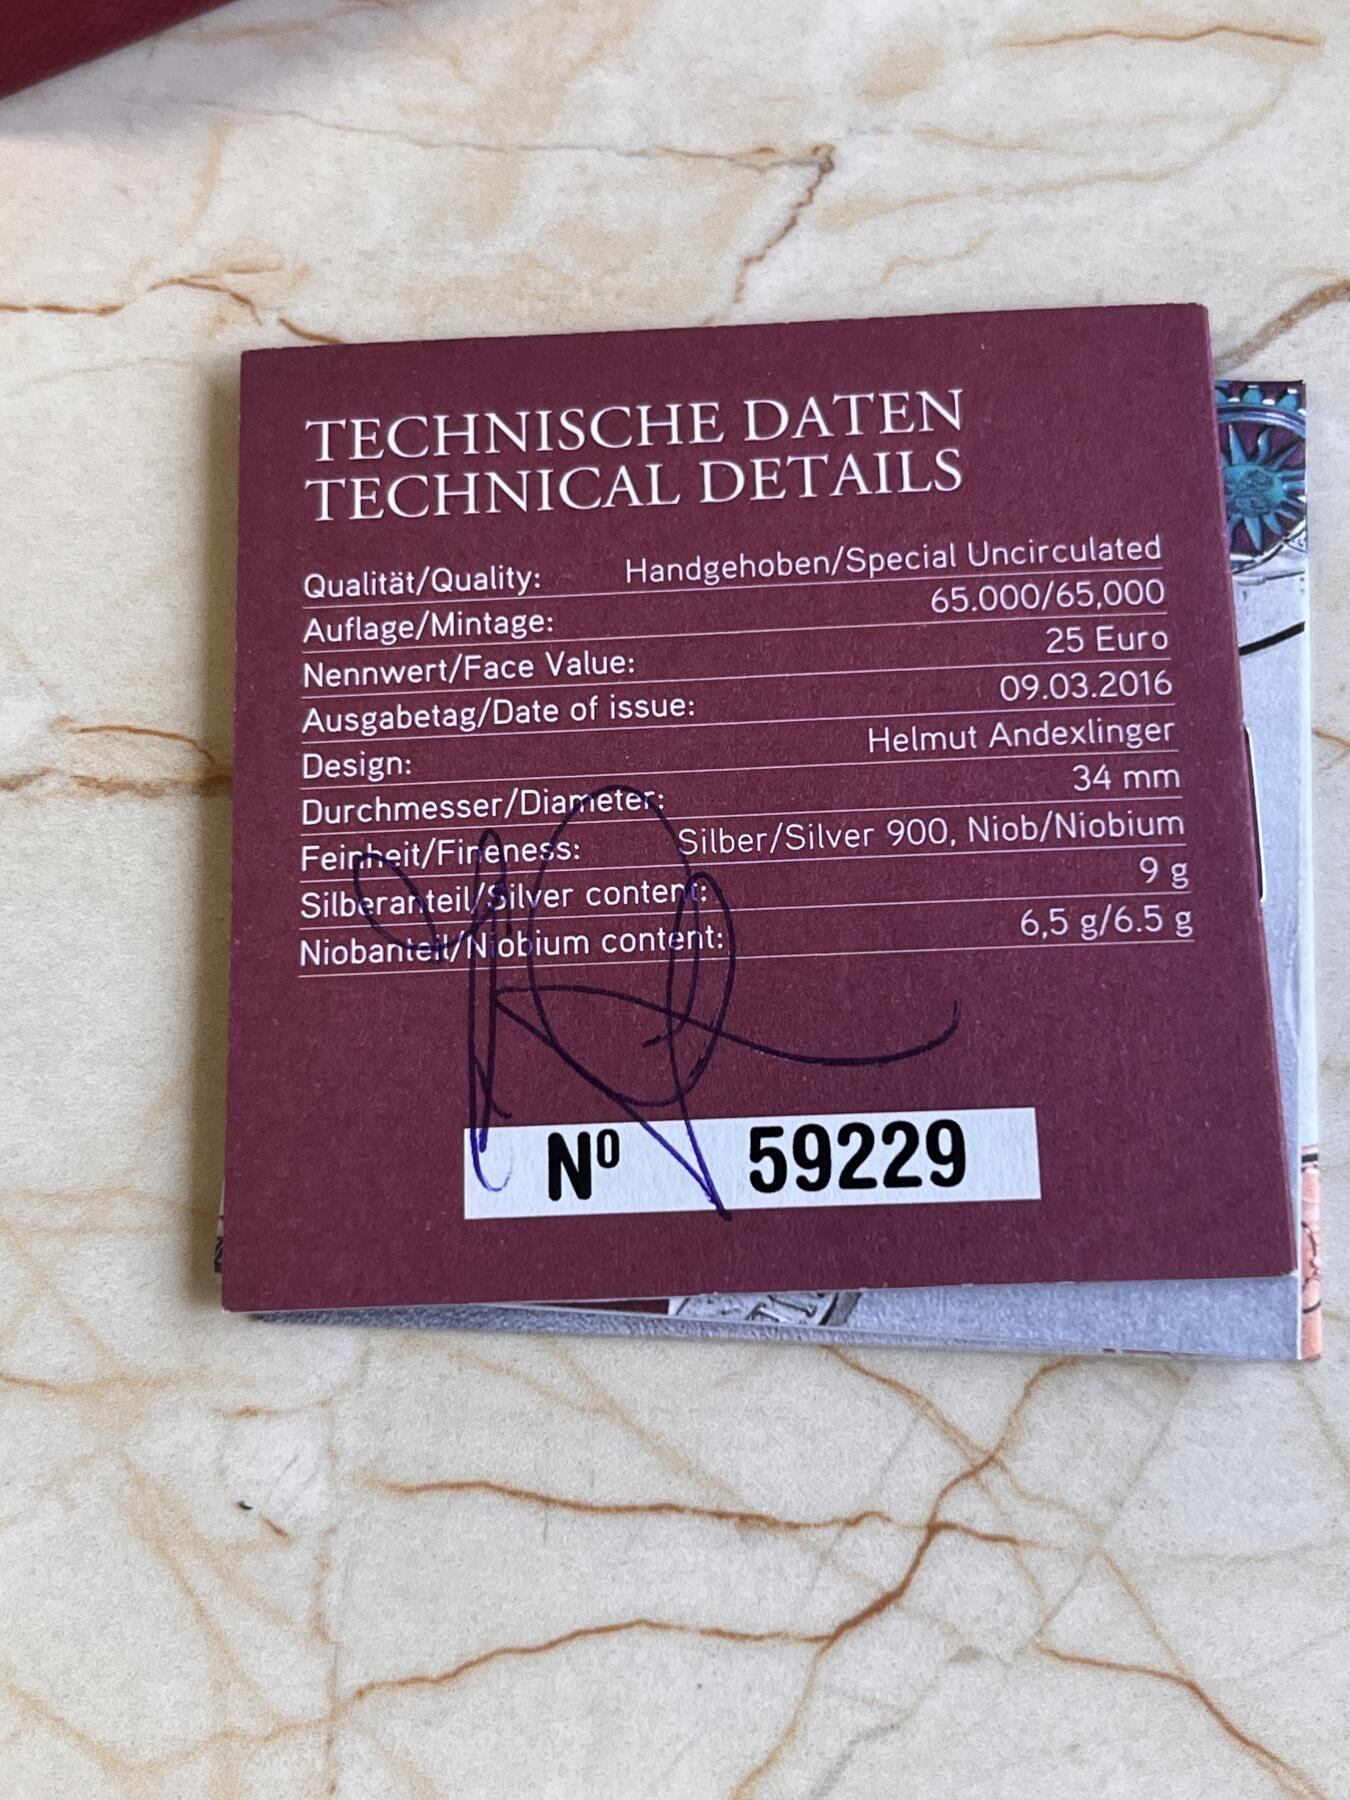 TECHNISCHE DATEN
TECHNICAL DETAILS
Qualität/Quality: Handgehoben/Special Uncirculated
Auflage/Mintage: 65.000/65,000
Nennwert/Face Value: 25 Euro
Ausgabetag/Date of issue: 09.03.2016
Design: Helmut Andexlinger
Durchmesser/Diameter: 34 mm
Feinheit/Fineness: Silber/Silver 900, Niob/Niobium
Silberanteil/Silver content: 9 g
Niobanteil/Niobium content: 6,5 g/6.5 g
Nº 59229